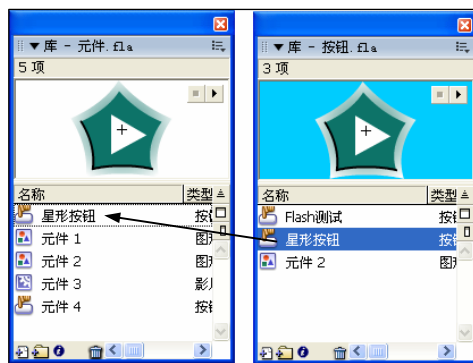 库 - 元件.fla
5 项
名称 类型
星形按钮 按
元件 1 图
元件 2 图
元件 3 影
元件 4 按
库 - 按钮.fla
3 项
名称 类型
Flash测试 按
星形按钮 按
元件 2 图